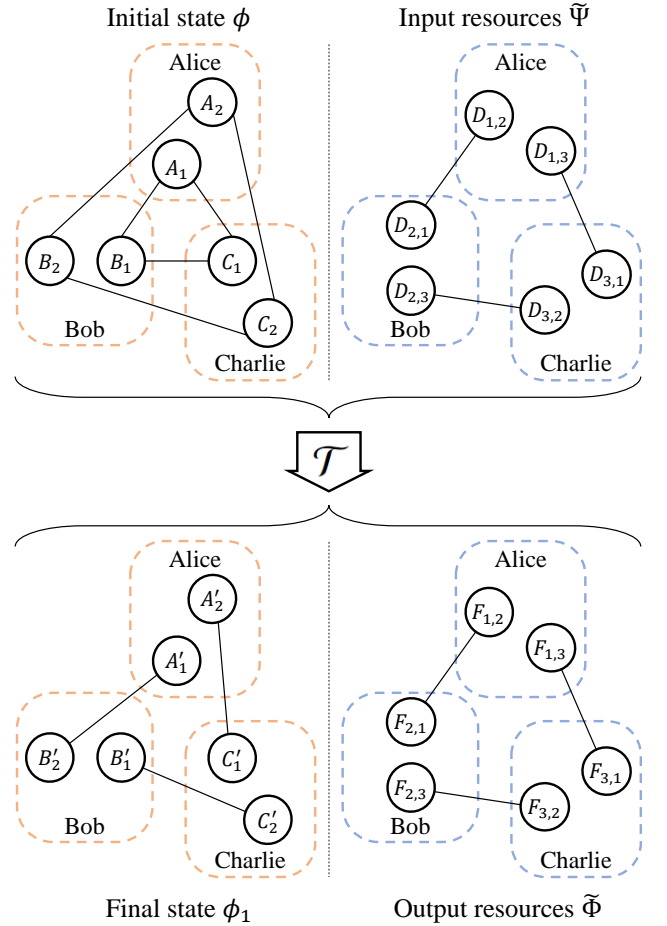 Initial state ϕ
Input resources Ψ̃
Alice
A₂
A₁
B₂
B₁
C₁
C₂
Bob
Charlie
Alice
D₁,₂
D₁,₃
D₂,₁
D₂,₃
D₃,₁
D₃,₂
Bob
Charlie
𝒯
Alice
A′₂
A′₁
B′₂
B′₁
C′₁
C′₂
Bob
Charlie
Alice
F₁,₂
F₁,₃
F₂,₁
F₂,₃
F₃,₁
F₃,₂
Bob
Charlie
Final state ϕ₁
Output resources Φ̃